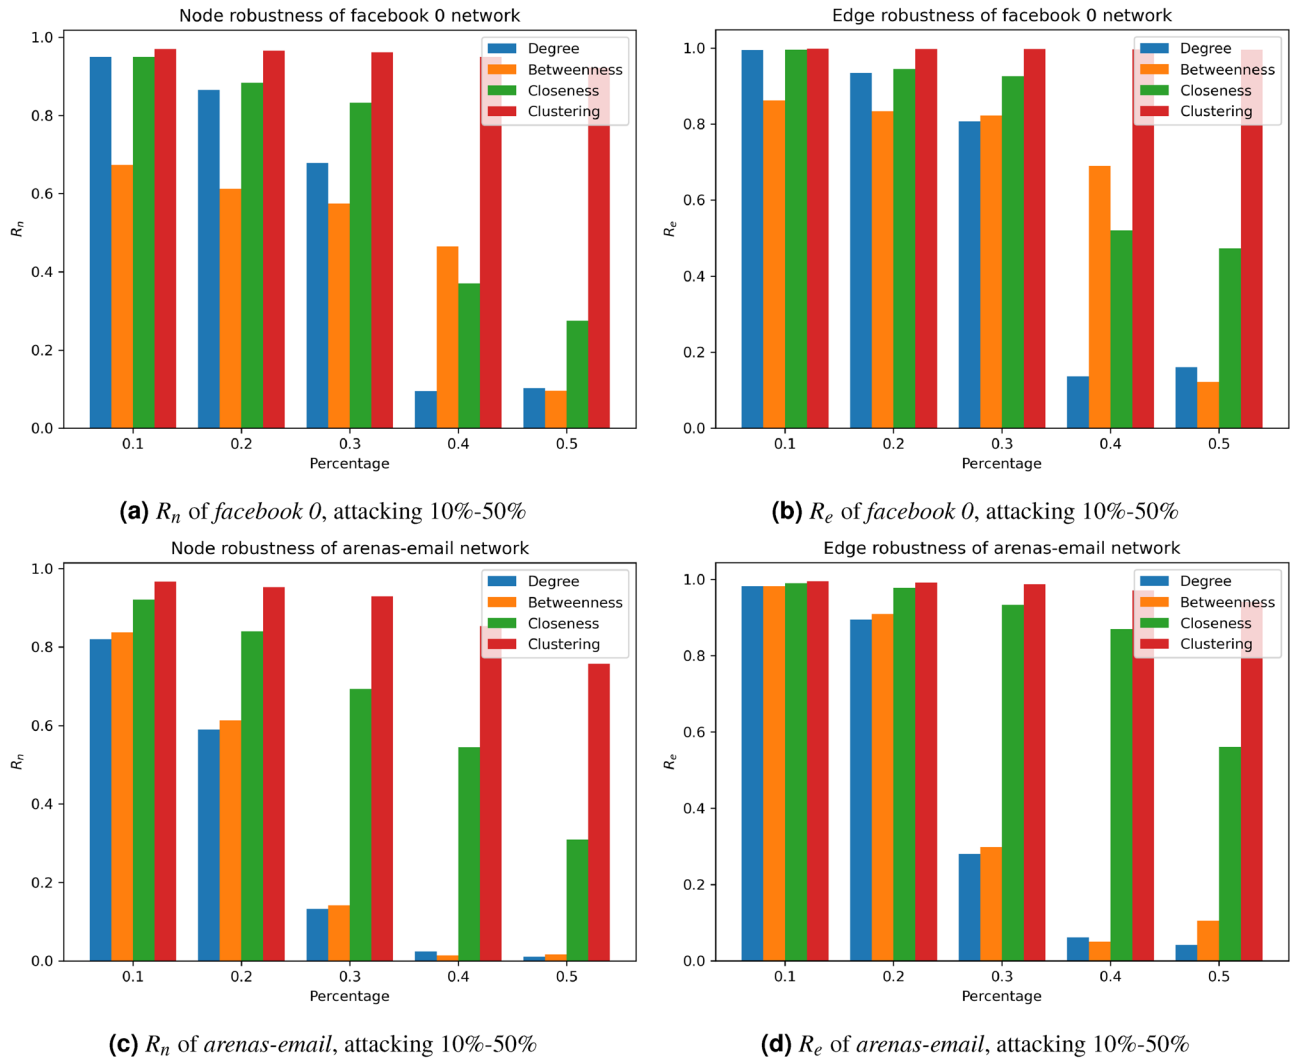 Node robustness of facebook 0 network
1.0
0.8
0.6
0.4
0.2
0.0
R_n
Degree
Betweenness
Closeness
Clustering
0.1 0.2 0.3 0.4 0.5
Percentage
(a) R_n of facebook 0, attacking 10%-50%
Edge robustness of facebook 0 network
1.0
0.8
0.6
0.4
0.2
0.0
R_e
Degree
Betweenness
Closeness
Clustering
0.1 0.2 0.3 0.4 0.5
Percentage
(b) R_e of facebook 0, attacking 10%-50%
Node robustness of arenas-email network
1.0
0.8
0.6
0.4
0.2
0.0
R_n
Degree
Betweenness
Closeness
Clustering
0.1 0.2 0.3 0.4 0.5
Percentage
(c) R_n of arenas-email, attacking 10%-50%
Edge robustness of arenas-email network
1.0
0.8
0.6
0.4
0.2
0.0
R_e
Degree
Betweenness
Closeness
Clustering
0.1 0.2 0.3 0.4 0.5
Percentage
(d) R_e of arenas-email, attacking 10%-50%